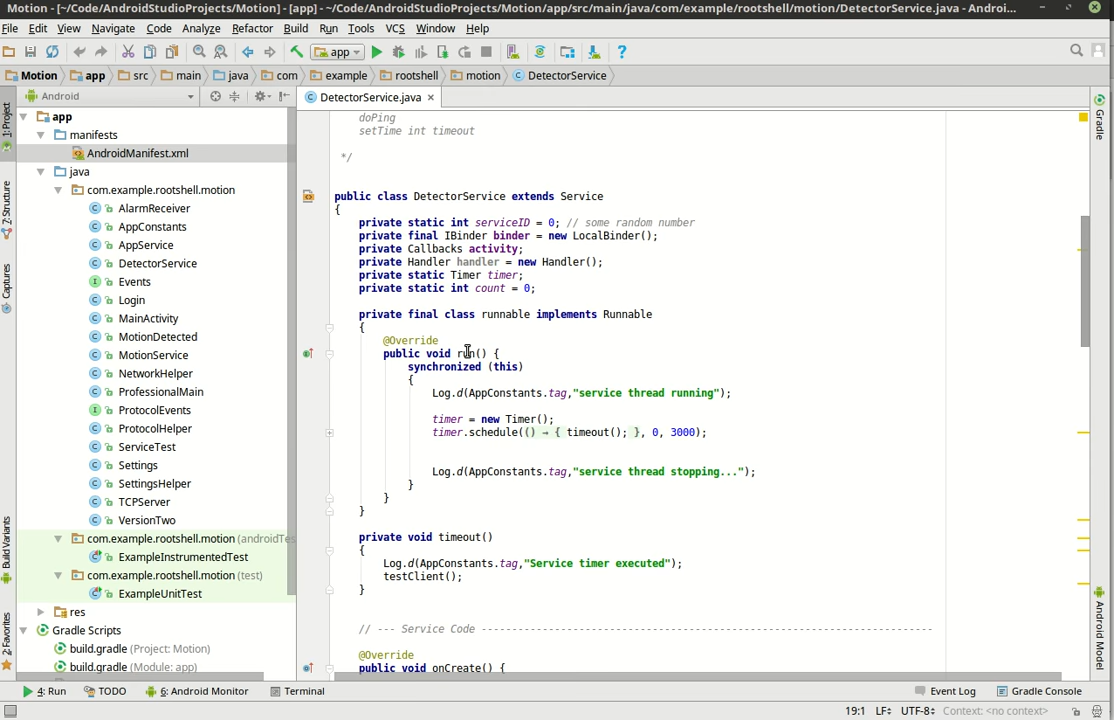 Motion - [~/Code/AndroidStudioProjects/Motion] - [app] - ~/Code/AndroidStudioProjects/Motion/app/src/main/java/com/example/rootshell/motion/DetectorService.java - Androi...
File Edit View Navigate Code Analyze Refactor Build Run Tools VCS Window Help
app
Motion app src main java com example rootshell motion DetectorService
Android
DetectorService.java
1: Project
7: Structure
Captures
Build Variants
2: Favorites
Gradle
Android Model
app
manifests
AndroidManifest.xml
java
com.example.rootshell.motion
AlarmReceiver
AppConstants
AppService
DetectorService
Events
Login
MainActivity
MotionDetected
MotionService
NetworkHelper
ProfessionalMain
ProtocolEvents
ProtocolHelper
ServiceTest
Settings
SettingsHelper
TCPServer
VersionTwo
com.example.rootshell.motion (androidTes
ExampleInstrumentedTest
com.example.rootshell.motion (test)
ExampleUnitTest
res
Gradle Scripts
build.gradle (Project: Motion)
build.gradle (Module: app)
doPing
setTime int timeout
*/
public class DetectorService extends Service
{
private static int serviceID = 0; // some random number
private final IBinder binder = new LocalBinder();
private Callbacks activity;
private Handler handler = new Handler();
private static Timer timer;
private static int count = 0;
private final class runnable implements Runnable
{
@Override
public void run() {
synchronized (this)
{
Log.d(AppConstants.tag,"service thread running");
timer = new Timer();
timer.schedule(() → { timeout(); }, 0, 3000);
Log.d(AppConstants.tag,"service thread stopping...");
}
}
}
private void timeout()
{
Log.d(AppConstants.tag,"Service timer executed");
testClient();
}
// --- Service Code -----------------------------------------------------------------------
@Override
public void onCreate() {
4: Run TODO 6: Android Monitor Terminal Event Log Gradle Console
19:1 LF÷ UTF-8÷ Context: <no context>